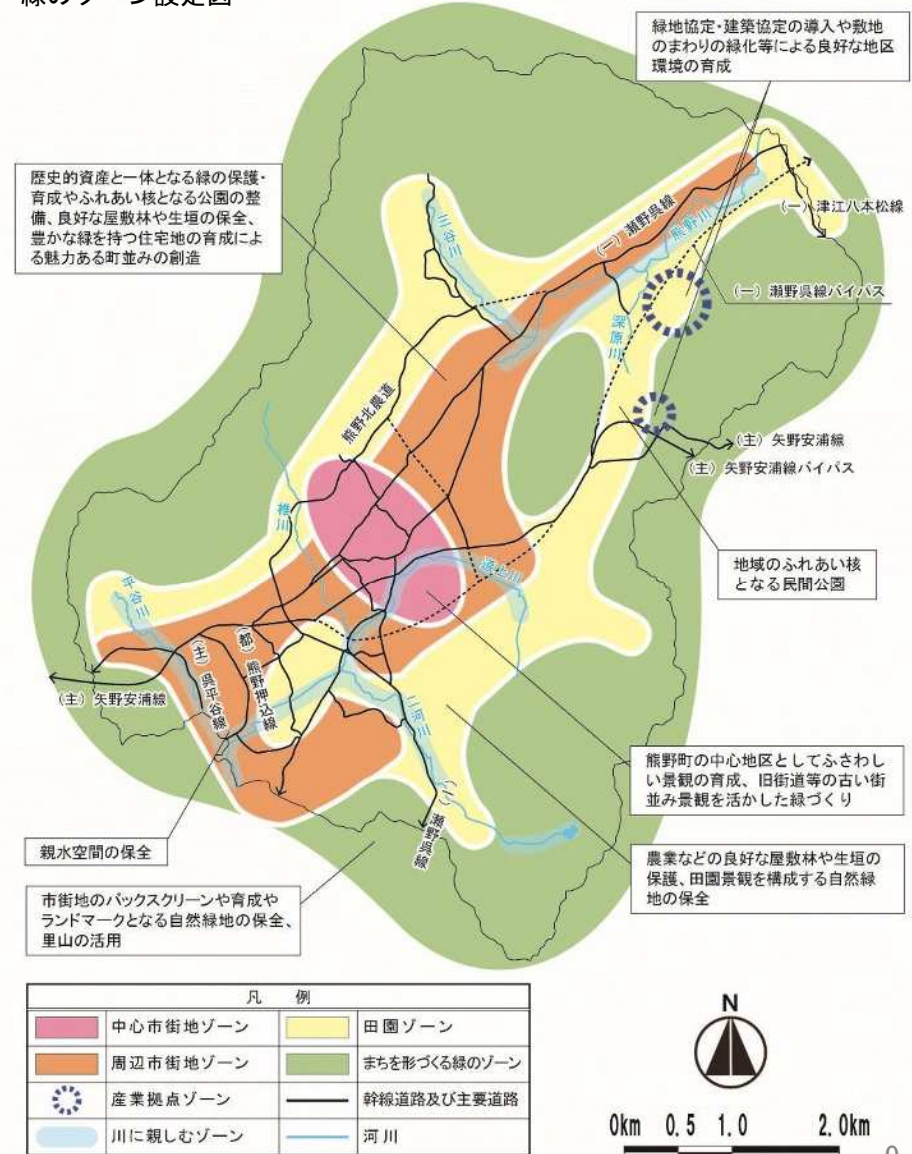 緑のゾーン設定図
緑地協定・建築協定の導入や敷地
のまわりの緑化等による良好な地区
環境の育成
歴史的資産と一体となる緑の保護・
育成やふれあい核となる公園の整
備、良好な屋敷林や生垣の保全、
豊かな緑を持つ住宅地の育成によ
る魅力ある町並みの創造
(一) 津江八本松線
(一) 瀬野呉線
熊野川
三谷川
(一) 瀬野呉線バイパス
深原川
熊野北農道
(主) 矢野安浦線
(主) 矢野安浦線バイパス
雉川
地域のふれあい核
となる民間公園
平谷川
(主) 呉平谷線
(都) 熊野押込線
二河川
(主) 矢野安浦線
(一) 瀬野呉線
熊野町の中心地区としてふさわし
い景観の育成、旧街道等の古い街
並み景観を活かした緑づくり
親水空間の保全
農業などの良好な屋敷林や生垣の
保護、田園景観を構成する自然緑
地の保全
市街地のバックスクリーンや育成や
ランドマークとなる自然緑地の保全、
里山の活用
凡 例
中心市街地ゾーン
田園ゾーン
周辺市街地ゾーン
まちを形づくる緑のゾーン
産業拠点ゾーン
幹線道路及び主要道路
川に親しむゾーン
河川
N
0km 0.5 1.0 2.0km